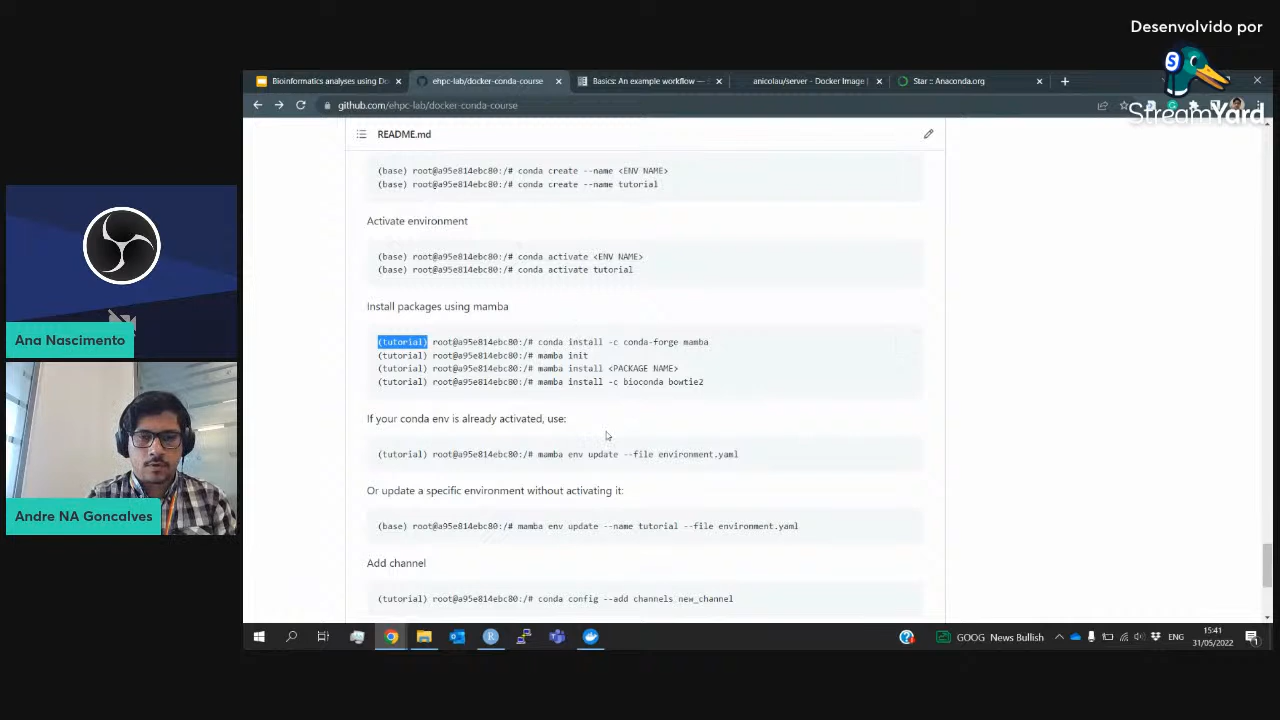 Desenvolvido por
S
StreamYard
Bioinformatics analyses using Do
ehpc-lab/docker-conda-course
Basics: An example workflow —
anicolau/server - Docker Image
Star :: Anaconda.org
github.com/ehpc-lab/docker-conda-course
README.md
(base) root@a95e814ebc80:/# conda create --name <ENV NAME>
(base) root@a95e814ebc80:/# conda create --name tutorial
Activate environment
(base) root@a95e814ebc80:/# conda activate <ENV NAME>
(base) root@a95e814ebc80:/# conda activate tutorial
Install packages using mamba
(tutorial) root@a95e814ebc80:/# conda install -c conda-forge mamba
(tutorial) root@a95e814ebc80:/# mamba init
(tutorial) root@a95e814ebc80:/# mamba install <PACKAGE NAME>
(tutorial) root@a95e814ebc80:/# mamba install -c bioconda bowtie2
If your conda env is already activated, use:
(tutorial) root@a95e814ebc80:/# mamba env update --file environment.yaml
Or update a specific environment without activating it:
(base) root@a95e814ebc80:/# mamba env update --name tutorial --file environment.yaml
Add channel
(tutorial) root@a95e814ebc80:/# conda config --add channels new_channel
Ana Nascimento
Andre NA Goncalves
GOOG News Bullish
ENG
15:41
31/05/2022